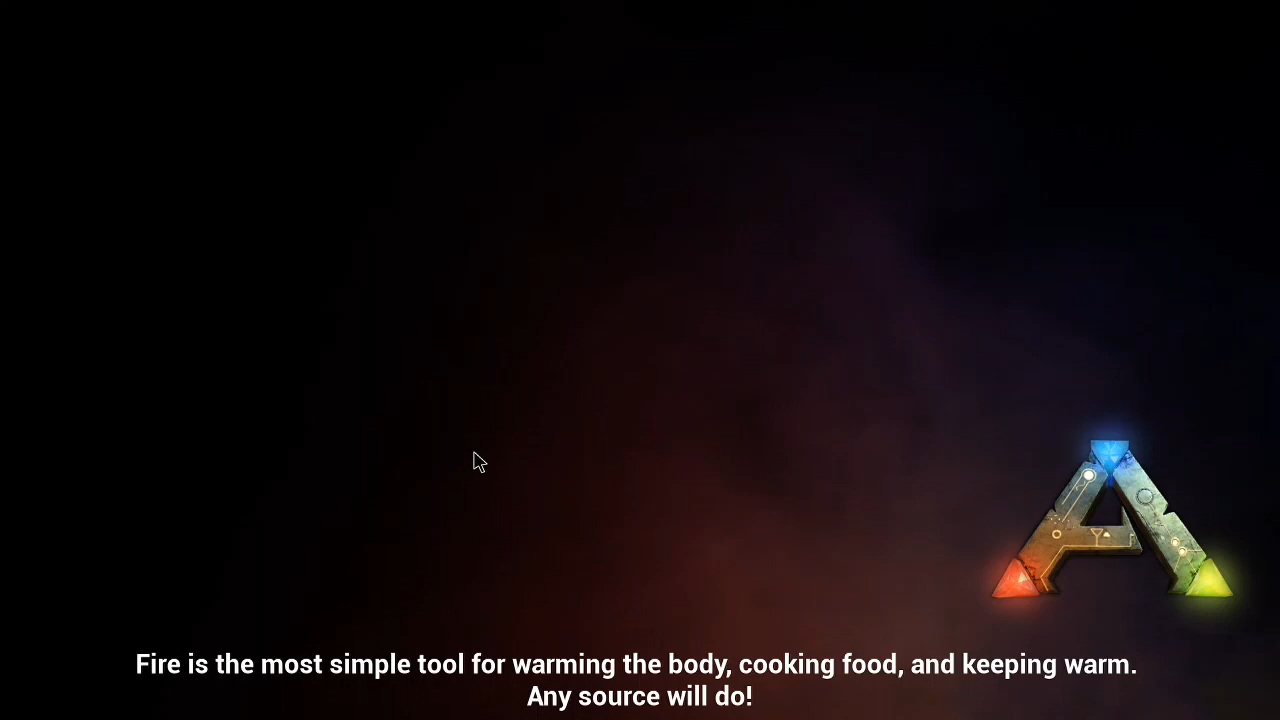 Fire is the most simple tool for warming the body, cooking food, and keeping warm.
Any source will do!